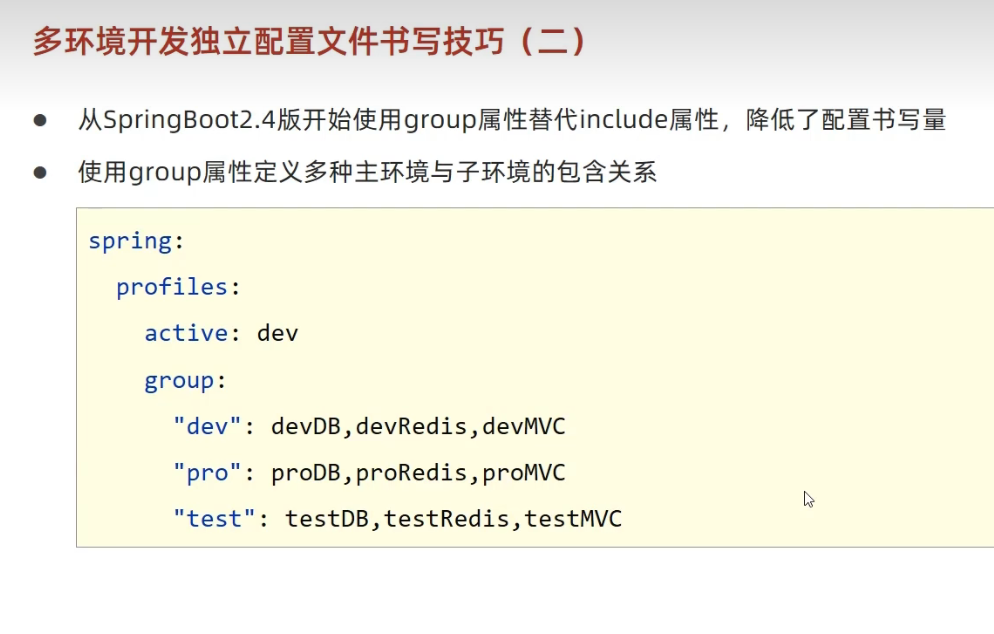 多环境开发独立配置文件书写技巧（二）
● 从SpringBoot2.4版开始使用group属性替代include属性，降低了配置书写量
● 使用group属性定义多种主环境与子环境的包含关系
spring:
  profiles:
    active: dev
    group:
      "dev": devDB,devRedis,devMVC
      "pro": proDB,proRedis,proMVC
      "test": testDB,testRedis,testMVC